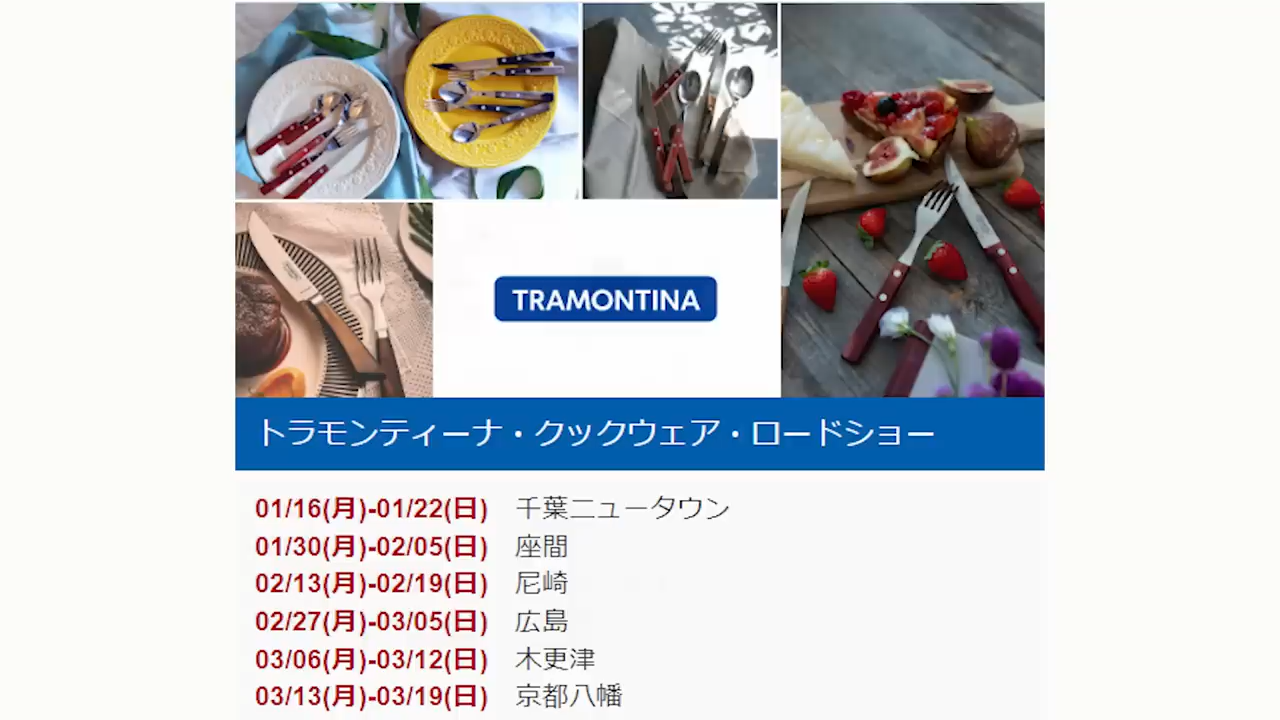 TRAMONTINA
トラモンティーナ・クックウェア・ロードショー
01/16(月)-01/22(日) 千葉ニュータウン
01/30(月)-02/05(日) 座間
02/13(月)-02/19(日) 尼崎
02/27(月)-03/05(日) 広島
03/06(月)-03/12(日) 木更津
03/13(月)-03/19(日) 京都八幡